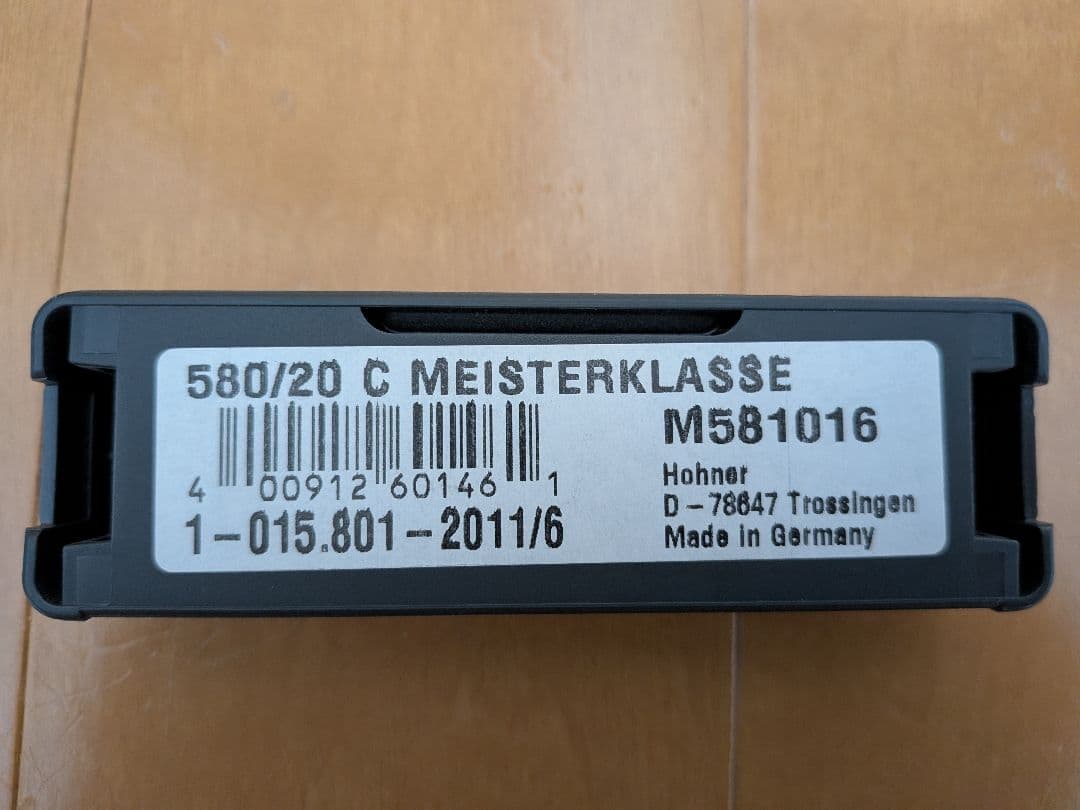 580/20 C MEISTERKLASSE
M581016
4 00912 60146 1
1-015.801-2011/6
Hohner
D-78647 Trossingen
Made in Germany